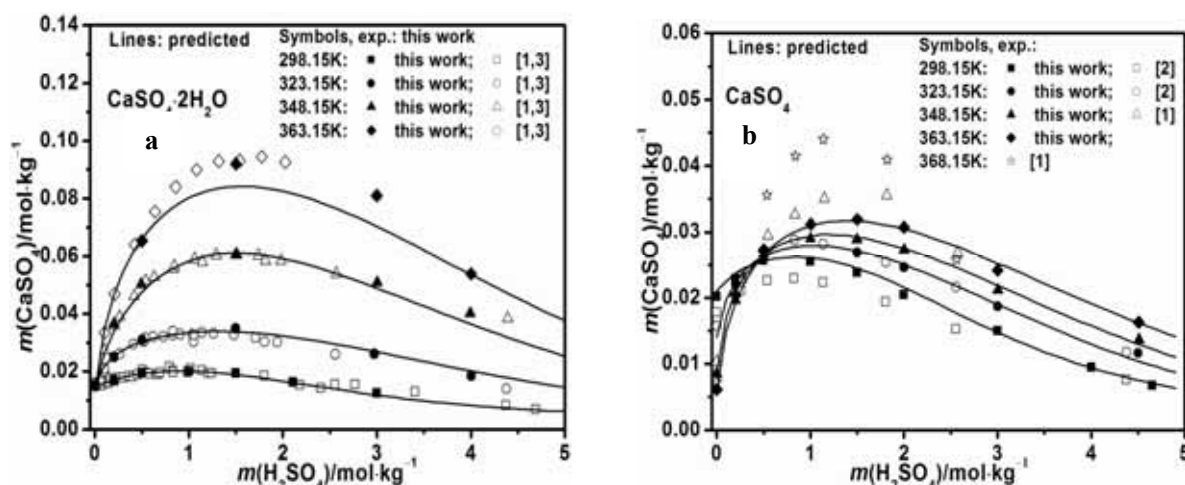 0.14
0.12
0.10
0.08
0.06
0.04
0.02
0.00
m(CaSO₄)/mol·kg⁻¹
Lines: predicted Symbols, exp.: this work
298.15K: ■ this work; □ [1,3]
323.15K: ● this work; ○ [1,3]
348.15K: ▲ this work; △ [1,3]
363.15K: ◆ this work; ○ [1,3]
CaSO₄·2H₂O
a
0 1 2 3 4 5
m(H₂SO₄)/mol·kg⁻¹
0.06
0.05
0.04
0.03
0.02
0.01
0.00
m(CaSO₄)/mol·kg⁻¹
Lines: predicted Symbols, exp.:
298.15K: ■ this work; □ [2]
323.15K: ● this work; ○ [2]
348.15K: ▲ this work; △ [1]
363.15K: ◆ this work;
368.15K: ☆ [1]
CaSO₄
b
0 1 2 3 4 5
m(H₂SO₄)/mol·kg⁻¹